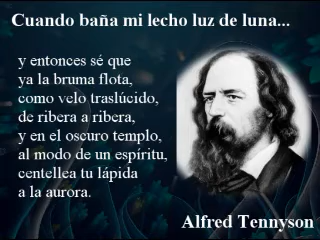 Cuando baña mi lecho luz de luna...
y entonces sé que
ya la bruma flota,
como velo traslúcido,
de ribera a ribera,
y en el oscuro templo,
al modo de un espíritu,
centellea tu lápida
a la aurora.
Alfred Tennyson